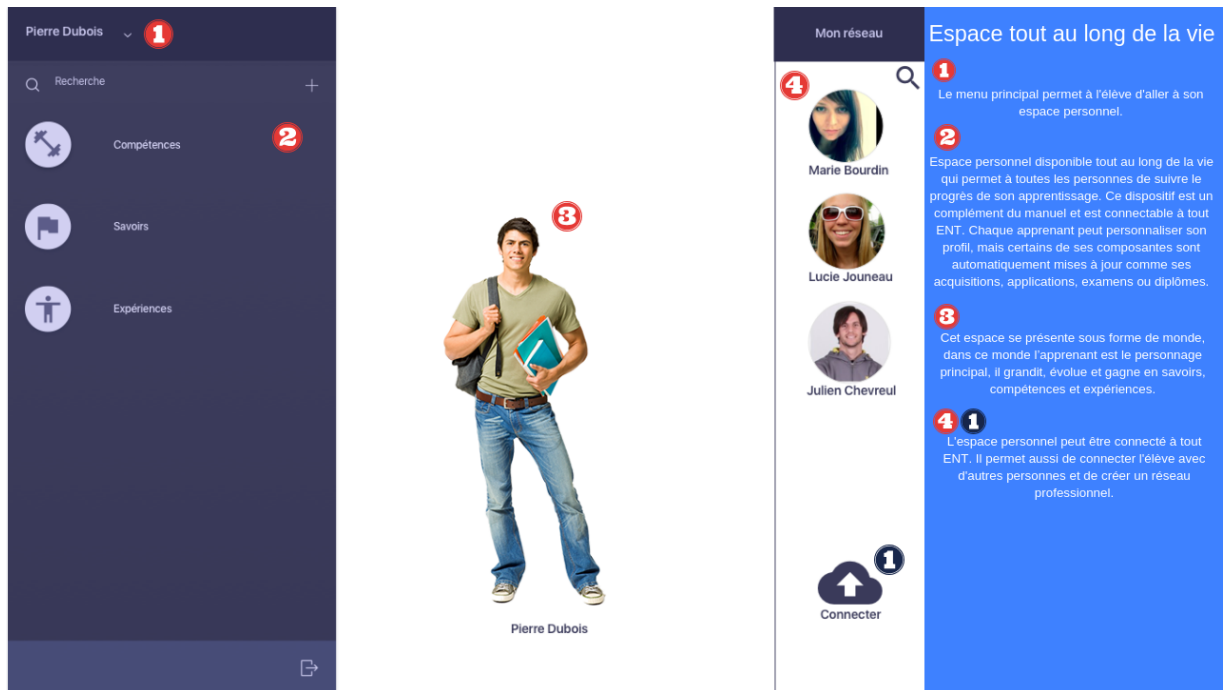 Pierre Dubois
1
Recherche
Compétences
2
Savoirs
Expériences
3
Pierre Dubois
Mon réseau
4
Marie Bourdin
Lucie Jouneau
Julien Chevreul
1
Connecter
Espace tout au long de la vie
1
Le menu principal permet à l'élève d'aller à son
espace personnel.
2
Espace personnel disponible tout au long de la vie
qui permet à toutes les personnes de suivre le
progrès de son apprentissage. Ce dispositif est un
complément du manuel et est connectable à tout
ENT. Chaque apprenant peut personnaliser son
profil, mais certains de ses composantes sont
automatiquement mises à jour comme ses
acquisitions, applications, examens ou diplômes.
3
Cet espace se présente sous forme de monde,
dans ce monde l'apprenant est le personnage
principal, il grandit, évolue et gagne en savoirs,
compétences et expériences.
4 1
L'espace personnel peut être connecté à tout
ENT. Il permet aussi de connecter l'élève avec
d'autres personnes et de créer un réseau
professionnel.